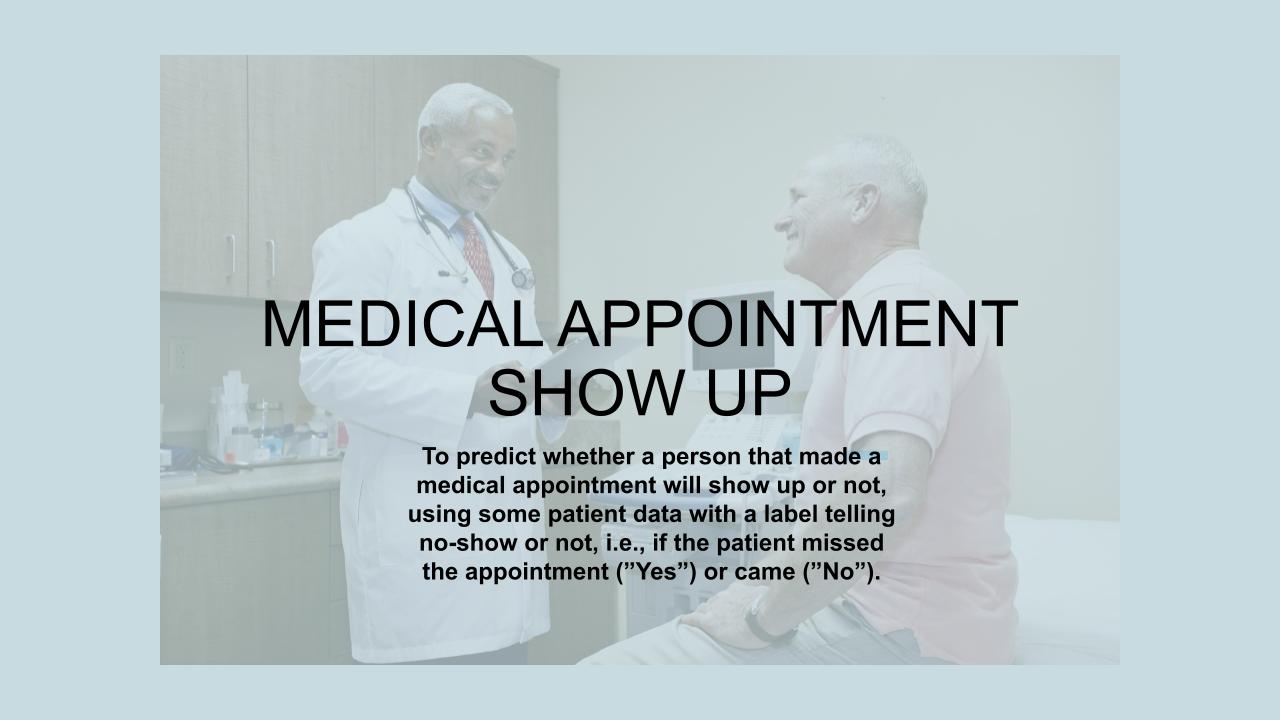 MEDICAL APPOINTMENT
SHOW UP
To predict whether a person that made a
medical appointment will show up or not,
using some patient data with a label telling
no-show or not, i.e., if the patient missed
the appointment (”Yes”) or came (”No”).